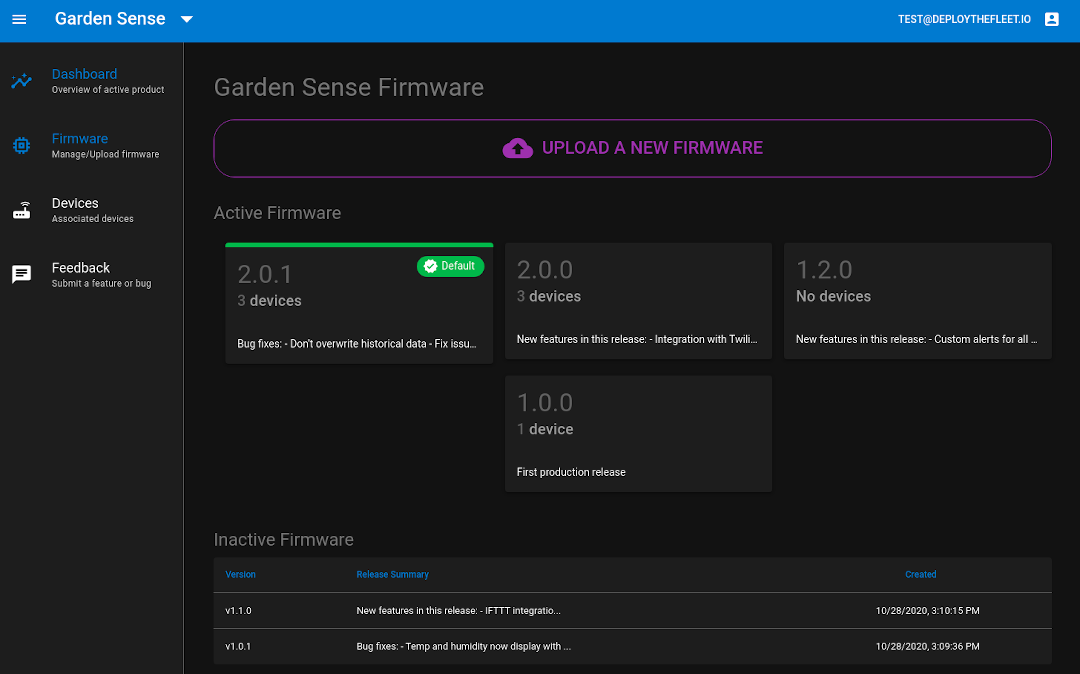 Garden Sense
TEST@DEPLOYTHEFLEET.IO
Dashboard
Overview of active product
Firmware
Manage/Upload firmware
Devices
Associated devices
Feedback
Submit a feature or bug
Garden Sense Firmware
UPLOAD A NEW FIRMWARE
Active Firmware
2.0.1
Default
3 devices
Bug fixes: - Don't overwrite historical data - Fix issu...
2.0.0
3 devices
New features in this release: - Integration with Twili...
1.2.0
No devices
New features in this release: - Custom alerts for all ...
1.0.0
1 device
First production release
Inactive Firmware
Version Release Summary Created
v1.1.0 New features in this release: - IFTTT integratio... 10/28/2020, 3:10:15 PM
v1.0.1 Bug fixes: - Temp and humidity now display with ... 10/28/2020, 3:09:36 PM